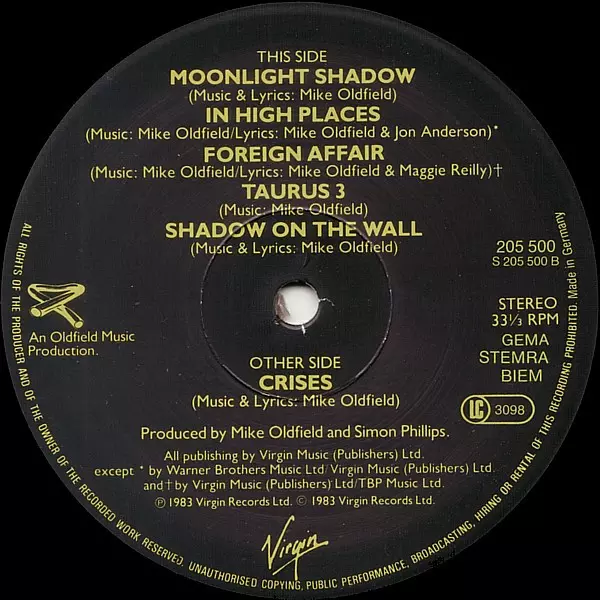 THIS SIDE
MOONLIGHT SHADOW
(Music & Lyrics: Mike Oldfield)
IN HIGH PLACES
(Music: Mike Oldfield/Lyrics: Mike Oldfield & Jon Anderson)*
FOREIGN AFFAIR
(Music: Mike Oldfield/Lyrics: Mike Oldfield & Maggie Reilly)†
TAURUS 3
(Music: Mike Oldfield)
SHADOW ON THE WALL
(Music & Lyrics: Mike Oldfield)
205 500
S 205 500 B
STEREO
33⅓ RPM
GEMA
STEMRA
BIEM
LC 3098
An Oldfield Music
Production.
OTHER SIDE
CRISES
(Music & Lyrics: Mike Oldfield)
Produced by Mike Oldfield and Simon Phillips.
All publishing by Virgin Music (Publishers) Ltd.
except * by Warner Brothers Music Ltd/Virgin Music (Publishers) Ltd.
and † by Virgin Music (Publishers) Ltd/TBP Music Ltd.
℗ 1983 Virgin Records Ltd. © 1983 Virgin Records Ltd.
Virgin
ALL RIGHTS OF THE PRODUCER AND OF THE OWNER OF THE RECORDED WORK RESERVED. UNAUTHORISED COPYING, PUBLIC PERFORMANCE, BROADCASTING, HIRING OR RENTAL OF THIS RECORDING PROHIBITED. Made in Germany